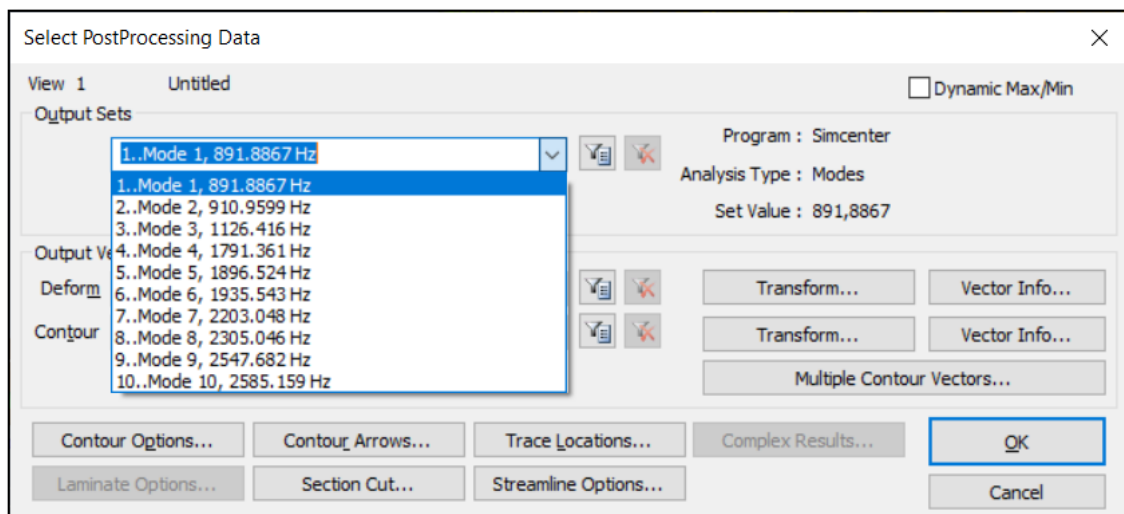 Select PostProcessing Data
View 1 Untitled
Dynamic Max/Min
Output Sets
1..Mode 1, 891.8867 Hz
Program : Simcenter
Analysis Type : Modes
Set Value : 891,8867
1..Mode 1, 891.8867 Hz
2..Mode 2, 910.9599 Hz
3..Mode 3, 1126.416 Hz
4..Mode 4, 1791.361 Hz
5..Mode 5, 1896.524 Hz
6..Mode 6, 1935.543 Hz
7..Mode 7, 2203.048 Hz
8..Mode 8, 2305.046 Hz
9..Mode 9, 2547.682 Hz
10..Mode 10, 2585.159 Hz
Output Ve
Deform
Transform... Vector Info...
Contour
Transform... Vector Info...
Multiple Contour Vectors...
Contour Options... Contour Arrows... Trace Locations... Complex Results... OK
Laminate Options... Section Cut... Streamline Options... Cancel